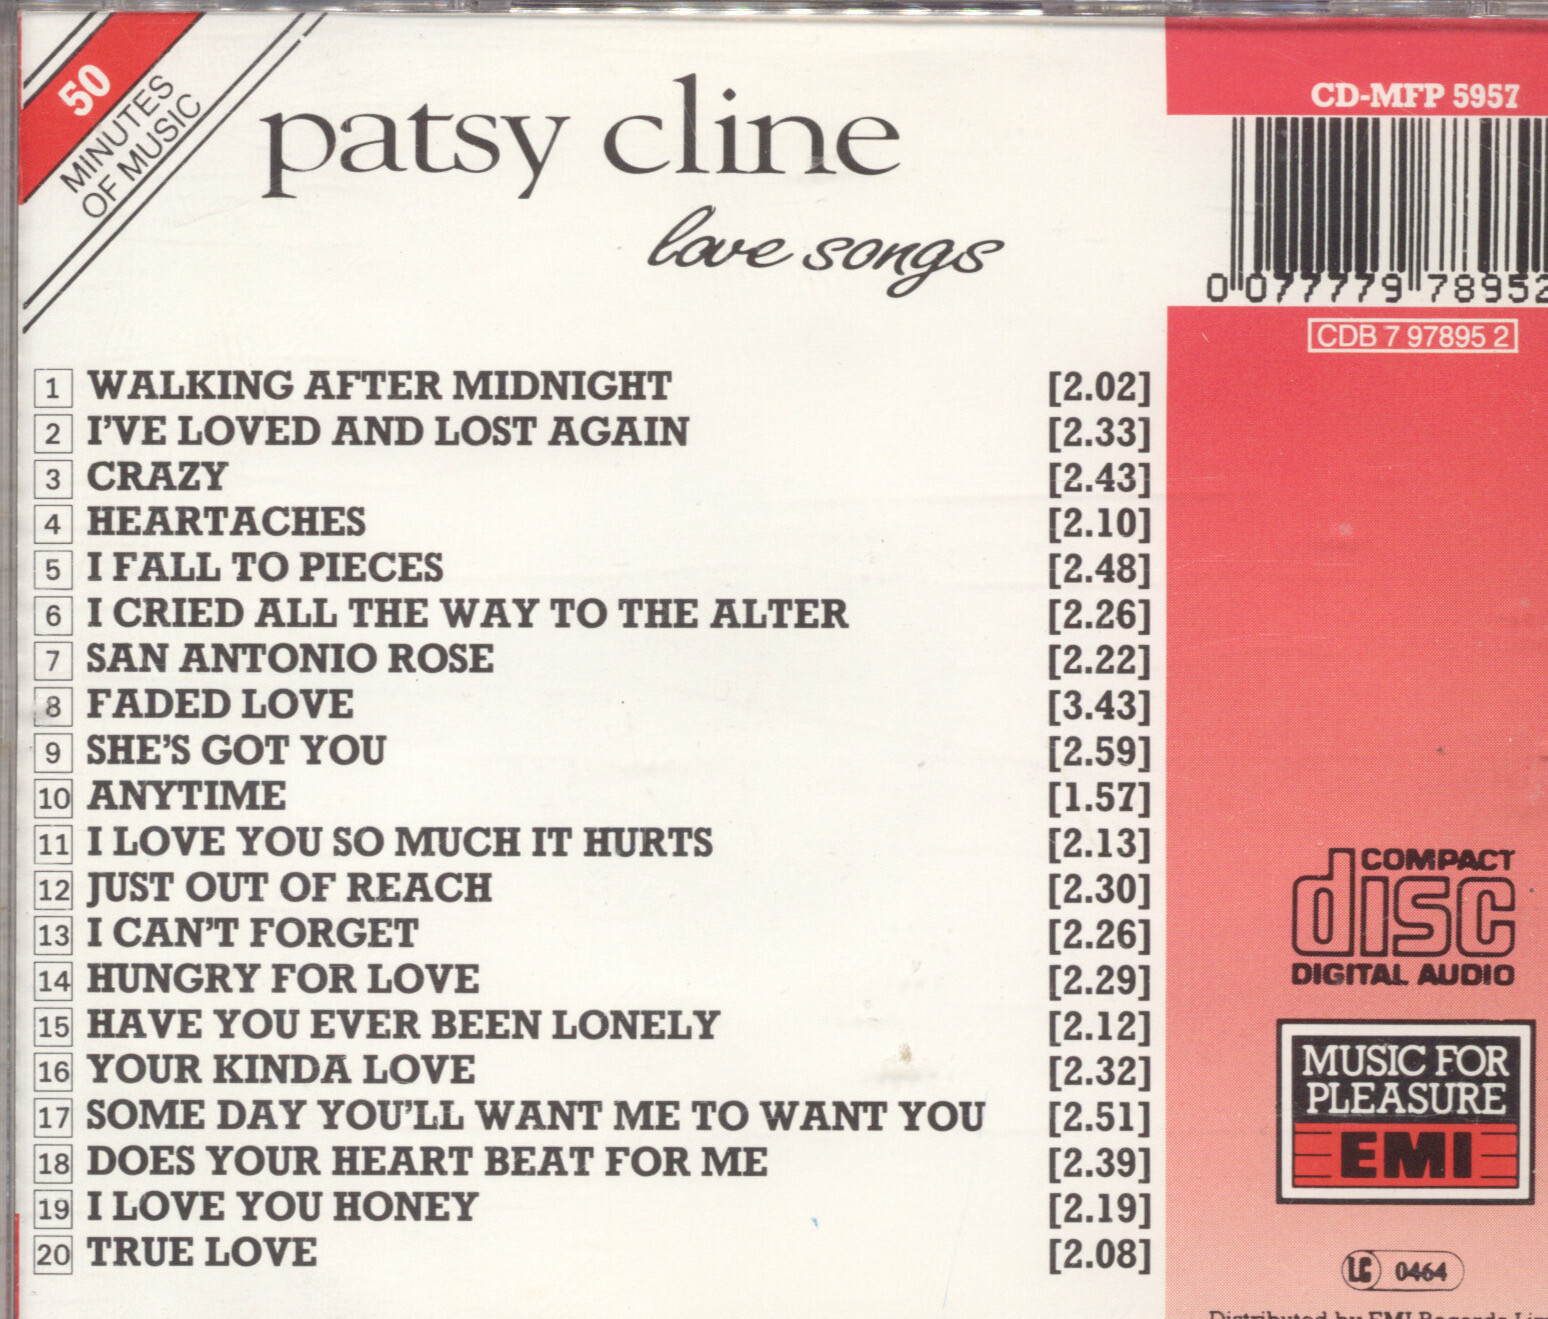 50
MINUTES
OF MUSIC
patsy cline
love songs
CD-MFP 5957
0 077779 78952
CDB 7 97895 2
1 WALKING AFTER MIDNIGHT [2.02]
2 I'VE LOVED AND LOST AGAIN [2.33]
3 CRAZY [2.43]
4 HEARTACHES [2.10]
5 I FALL TO PIECES [2.48]
6 I CRIED ALL THE WAY TO THE ALTER [2.26]
7 SAN ANTONIO ROSE [2.22]
8 FADED LOVE [3.43]
9 SHE'S GOT YOU [2.59]
10 ANYTIME [1.57]
11 I LOVE YOU SO MUCH IT HURTS [2.13]
12 JUST OUT OF REACH [2.30]
13 I CAN'T FORGET [2.26]
14 HUNGRY FOR LOVE [2.29]
15 HAVE YOU EVER BEEN LONELY [2.12]
16 YOUR KINDA LOVE [2.32]
17 SOME DAY YOU'LL WANT ME TO WANT YOU [2.51]
18 DOES YOUR HEART BEAT FOR ME [2.39]
19 I LOVE YOU HONEY [2.19]
20 TRUE LOVE [2.08]
COMPACT
disc
DIGITAL AUDIO
MUSIC FOR
PLEASURE
EMI
LC 0464
Distributed by EMI Records